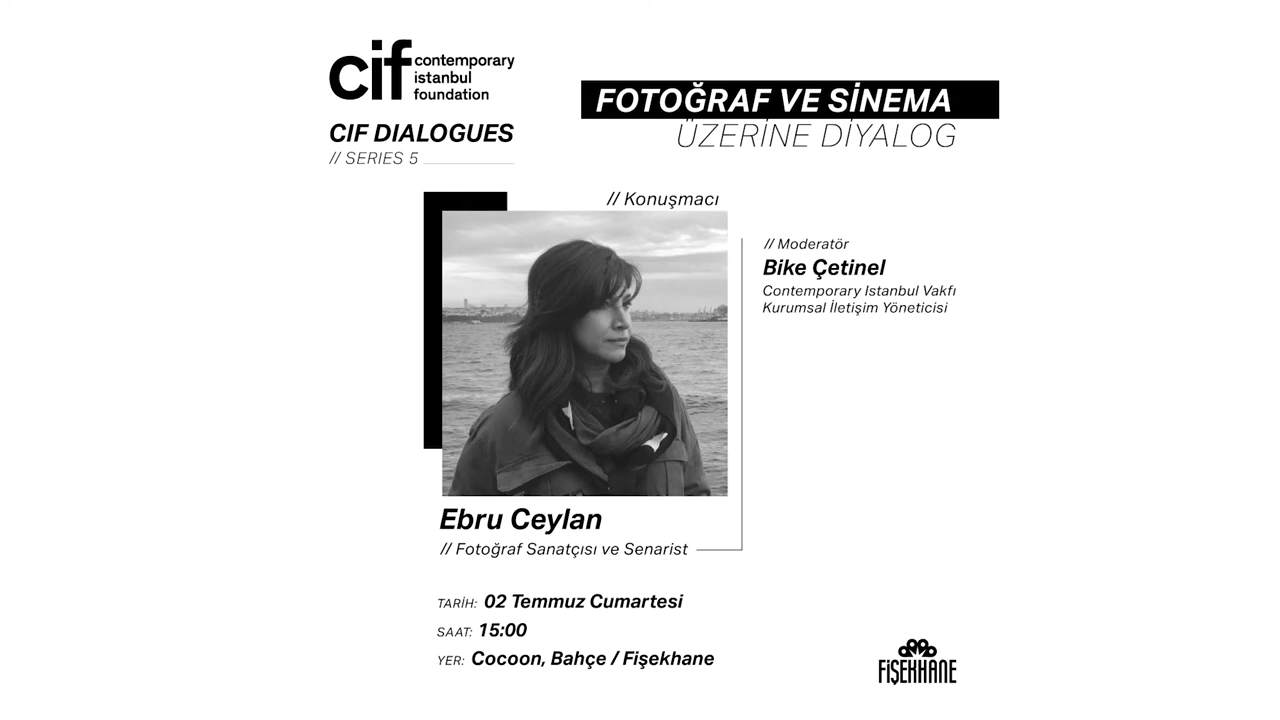 cif contemporary
istanbul
foundation
CIF DIALOGUES
// SERIES 5
FOTOĞRAF VE SİNEMA
ÜZERİNE DİYALOG
// Konuşmacı
// Moderatör
Bike Çetinel
Contemporary Istanbul Vakfı
Kurumsal İletişim Yöneticisi
Ebru Ceylan
// Fotoğraf Sanatçısı ve Senarist
TARİH: 02 Temmuz Cumartesi
SAAT: 15:00
YER: Cocoon, Bahçe / Fişekhane
FİŞEKHANE